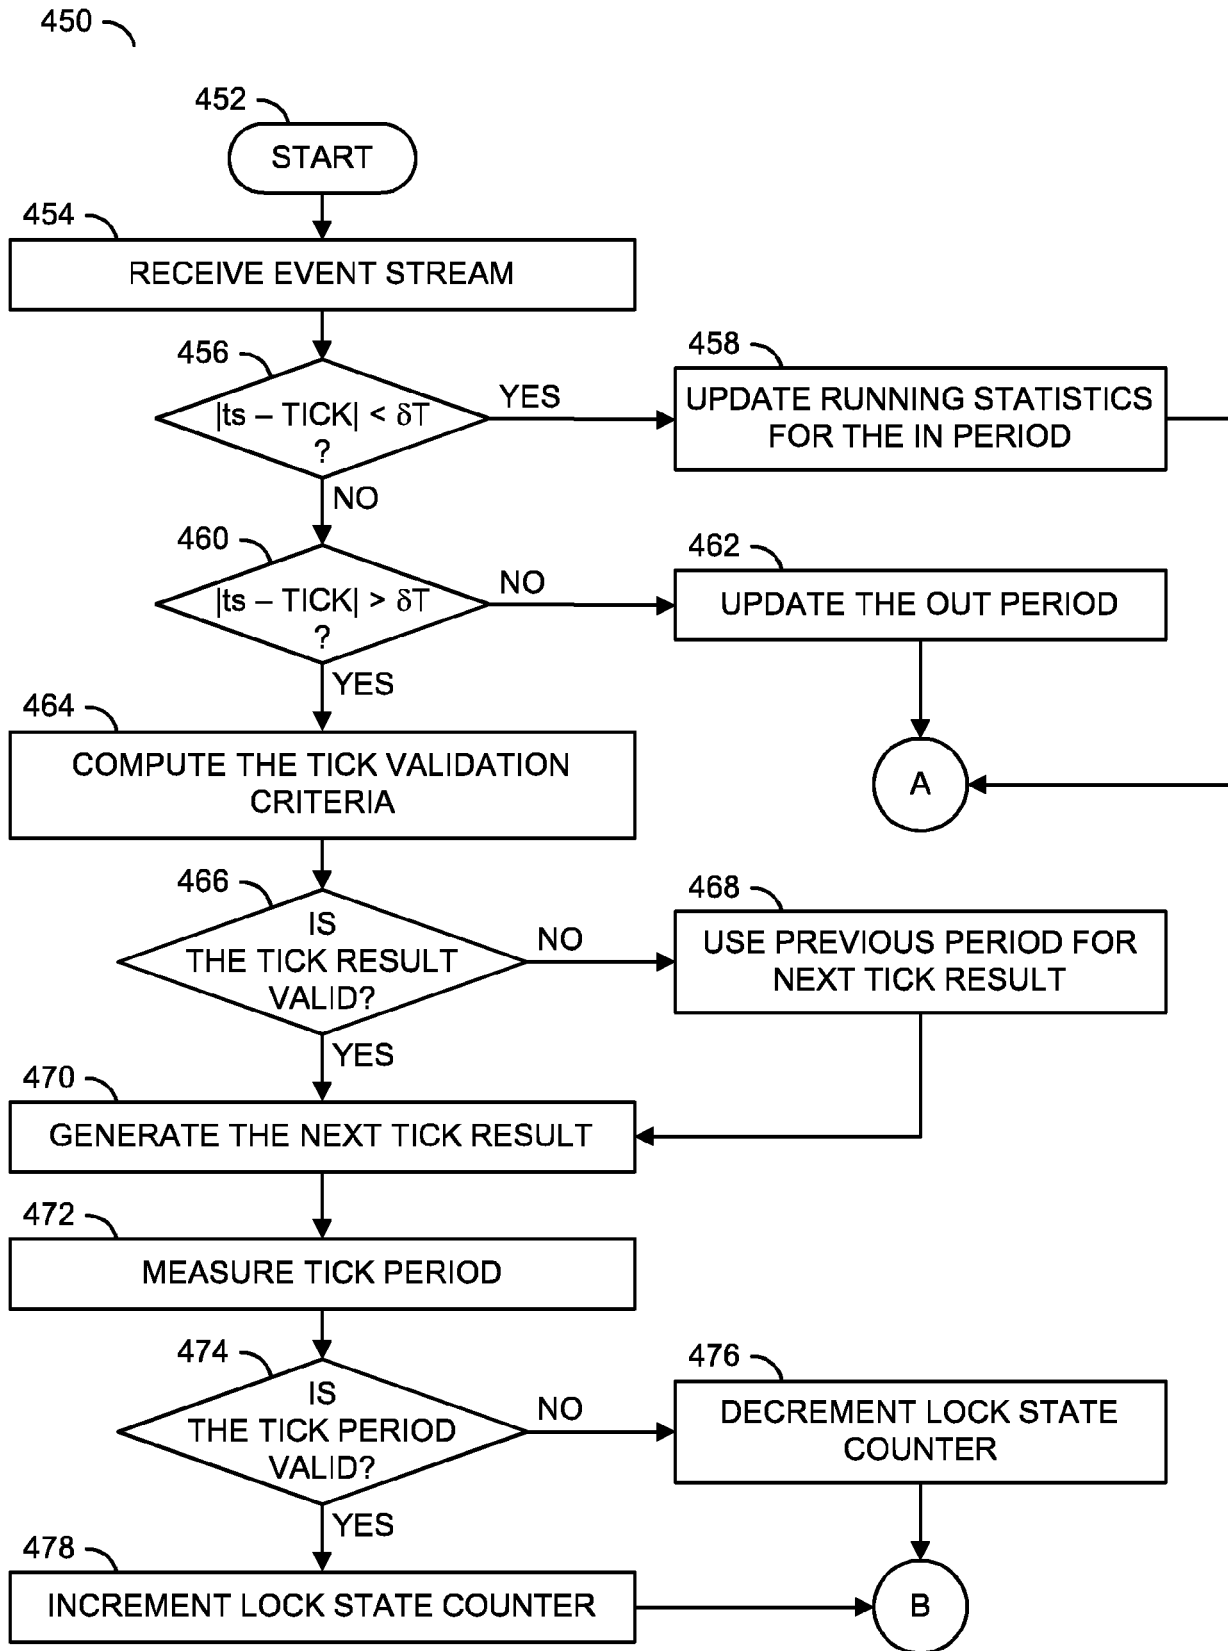 450
452
START
454
RECEIVE EVENT STREAM
456
|ts – TICK| < δT
?
YES
458
UPDATE RUNNING STATISTICS
FOR THE IN PERIOD
NO
460
|ts – TICK| > δT
?
NO
462
UPDATE THE OUT PERIOD
YES
A
464
COMPUTE THE TICK VALIDATION
CRITERIA
466
IS
THE TICK RESULT
VALID?
NO
468
USE PREVIOUS PERIOD FOR
NEXT TICK RESULT
YES
470
GENERATE THE NEXT TICK RESULT
472
MEASURE TICK PERIOD
474
IS
THE TICK PERIOD
VALID?
NO
476
DECREMENT LOCK STATE
COUNTER
YES
478
INCREMENT LOCK STATE COUNTER
B